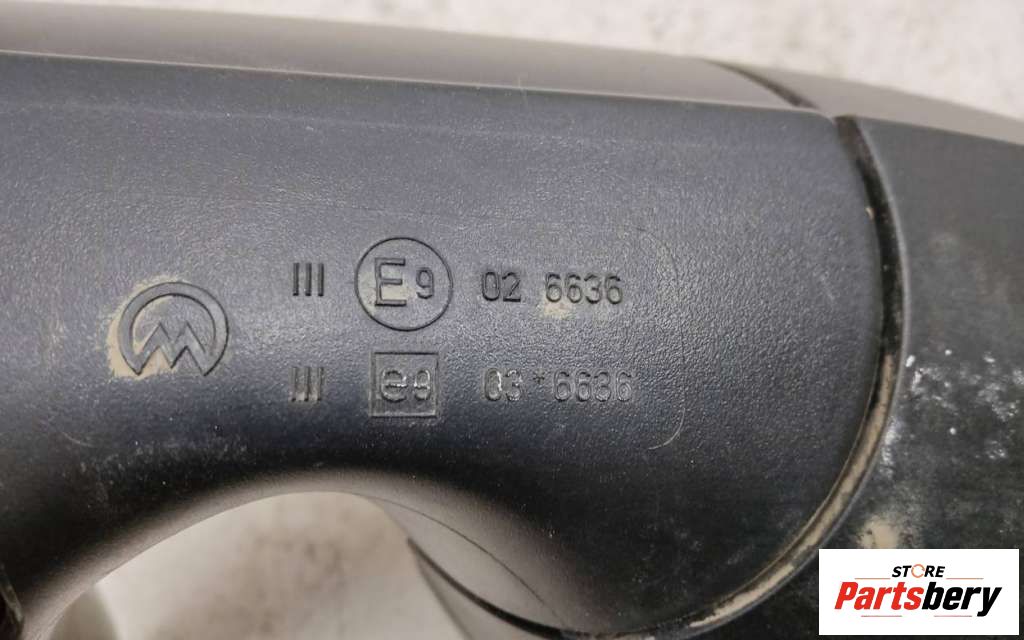 III E9 02 6636
III e9 03*6636
STORE
Partsbery